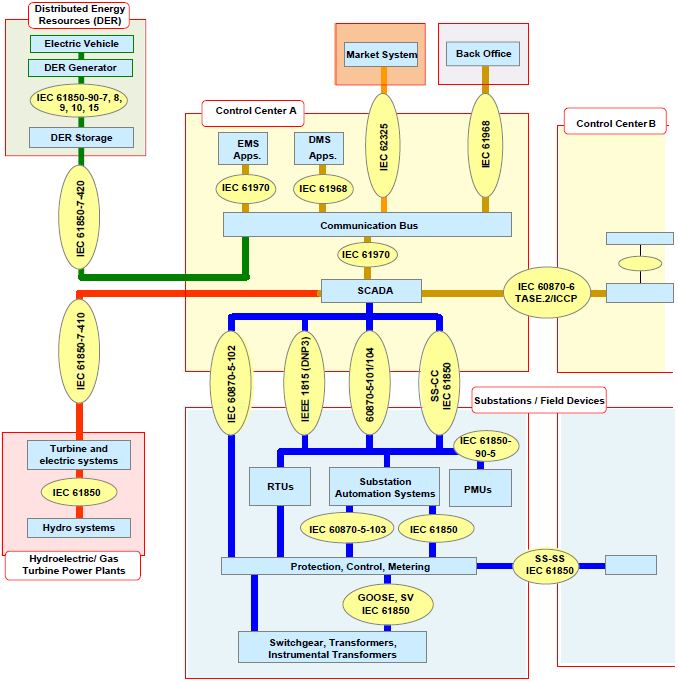 Distributed Energy
Resources (DER)
Electric Vehicle
DER Generator
IEC 61850-90-7, 8,
9, 10, 15
DER Storage
IEC 61850-7-420
IEC 61850-7-410
Turbine and
electric systems
IEC 61850
Hydro systems
Hydroelectric/ Gas
Turbine Power Plants
Market System
Back Office
IEC 62325
IEC 61968
Control Center A
EMS
Apps.
DMS
Apps.
IEC 61970
IEC 61968
Communication Bus
IEC 61970
SCADA
Control Center B
IEC 60870-6
TASE.2/ICCP
IEC 60870-5-102
IEEE 1815 (DNP3)
60870-5-101/104
SS-CC
IEC 61850
Substations / Field Devices
IEC 61850-
90-5
RTUs
Substation
Automation Systems
PMUs
IEC 60870-5-103
IEC 61850
Protection, Control, Metering
SS-SS
IEC 61850
GOOSE, SV
IEC 61850
Switchgear, Transformers,
Instrumental Transformers